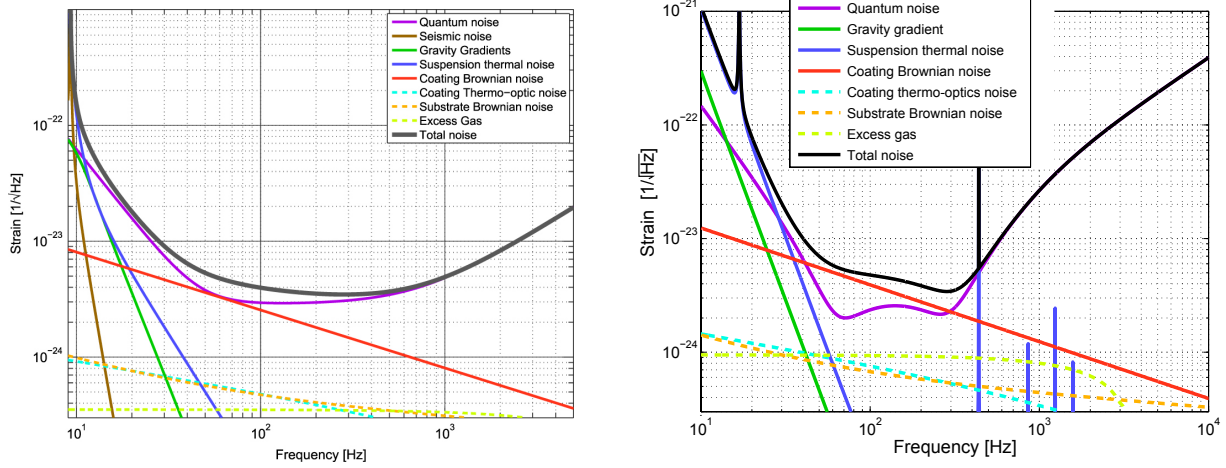 Quantum noise
Seismic noise
Gravity Gradients
Suspension thermal noise
Coating Brownian noise
Coating Thermo−optic noise
Substrate Brownian noise
Excess Gas
Total noise
10^−22
10^−23
10^−24
Strain [1/√Hz]
10^1
10^2
10^3
Frequency [Hz]
Quantum noise
Gravity gradient
Suspension thermal noise
Coating Brownian noise
Coating thermo-optics noise
Substrate Brownian noise
Excess gas
Total noise
10^-21
10^-22
10^-23
10^-24
Strain [1/√Hz]
10^1
10^2
10^3
10^4
Frequency [Hz]